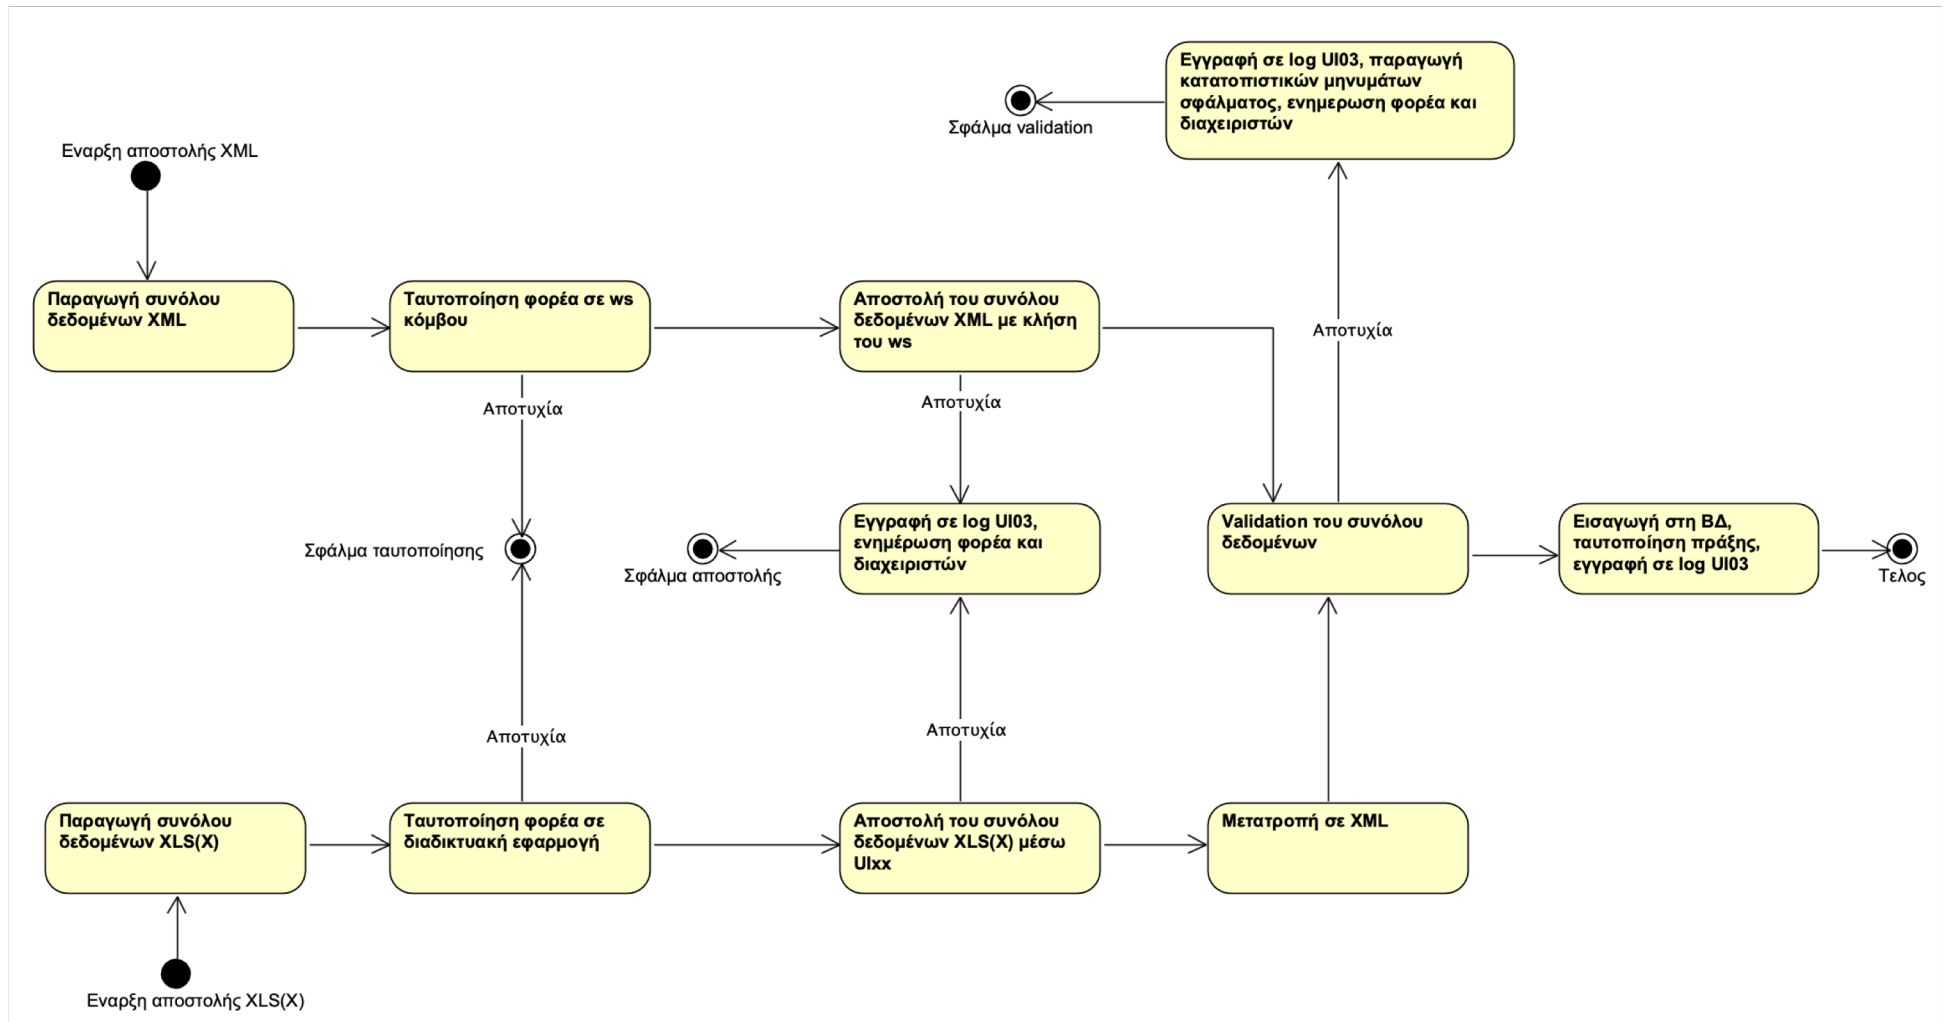 Εγγραφή σε log UI03, παραγωγή
κατατοπιστικών μηνυμάτων
σφάλματος, ενημερωση φορέα και
διαχειριστών
Σφάλμα validation
Εναρξη αποστολής XML
Παραγωγή συνόλου
δεδομένων XML
Ταυτοποίηση φορέα σε ws
κόμβου
Αποστολή του συνόλου
δεδομένων XML με κλήση
του ws
Αποτυχία
Αποτυχία
Αποτυχία
Σφάλμα ταυτοποίησης
Σφάλμα αποστολής
Εγγραφή σε log UI03,
ενημέρωση φορέα και
διαχειριστών
Validation του συνόλου
δεδομένων
Εισαγωγή στη ΒΔ,
ταυτοποίηση πράξης,
εγγραφή σε log UI03
Τελος
Αποτυχία
Αποτυχία
Παραγωγή συνόλου
δεδομένων XLS(X)
Ταυτοποίηση φορέα σε
διαδικτυακή εφαρμογή
Αποστολή του συνόλου
δεδομένων XLS(X) μέσω
UIxx
Μετατροπή σε XML
Εναρξη αποστολής XLS(X)